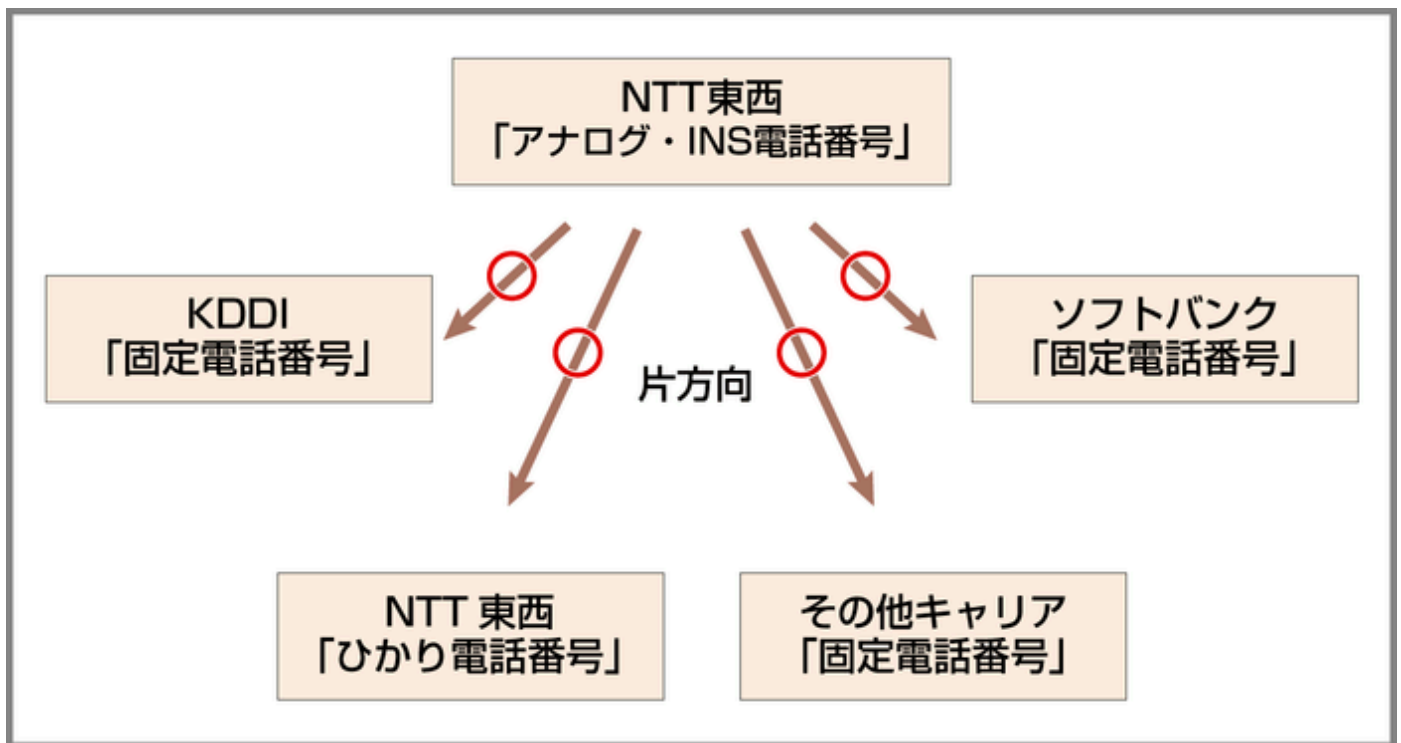 NTT東西
「アナログ・INS電話番号」
KDDI
「固定電話番号」
ソフトバンク
「固定電話番号」
片方向
NTT 東西
「ひかり電話番号」
その他キャリア
「固定電話番号」